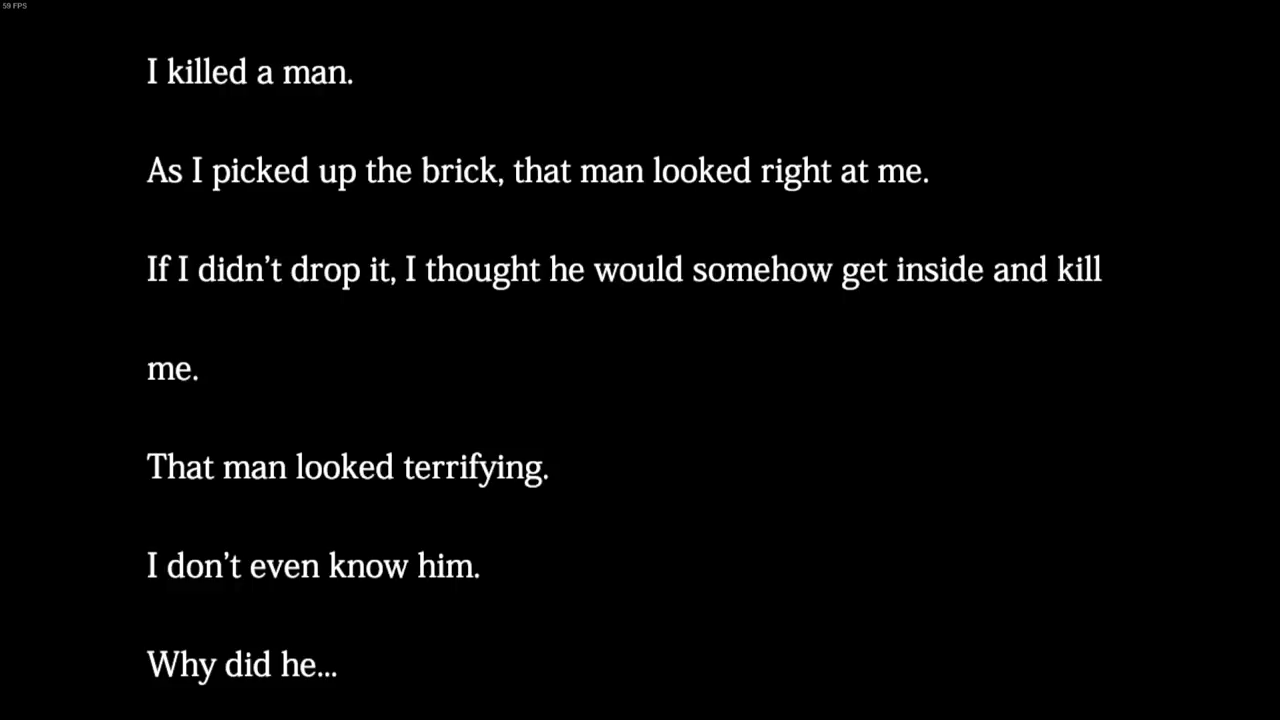 59 FPS
I killed a man.
As I picked up the brick, that man looked right at me.
If I didn’t drop it, I thought he would somehow get inside and kill
me.
That man looked terrifying.
I don’t even know him.
Why did he...